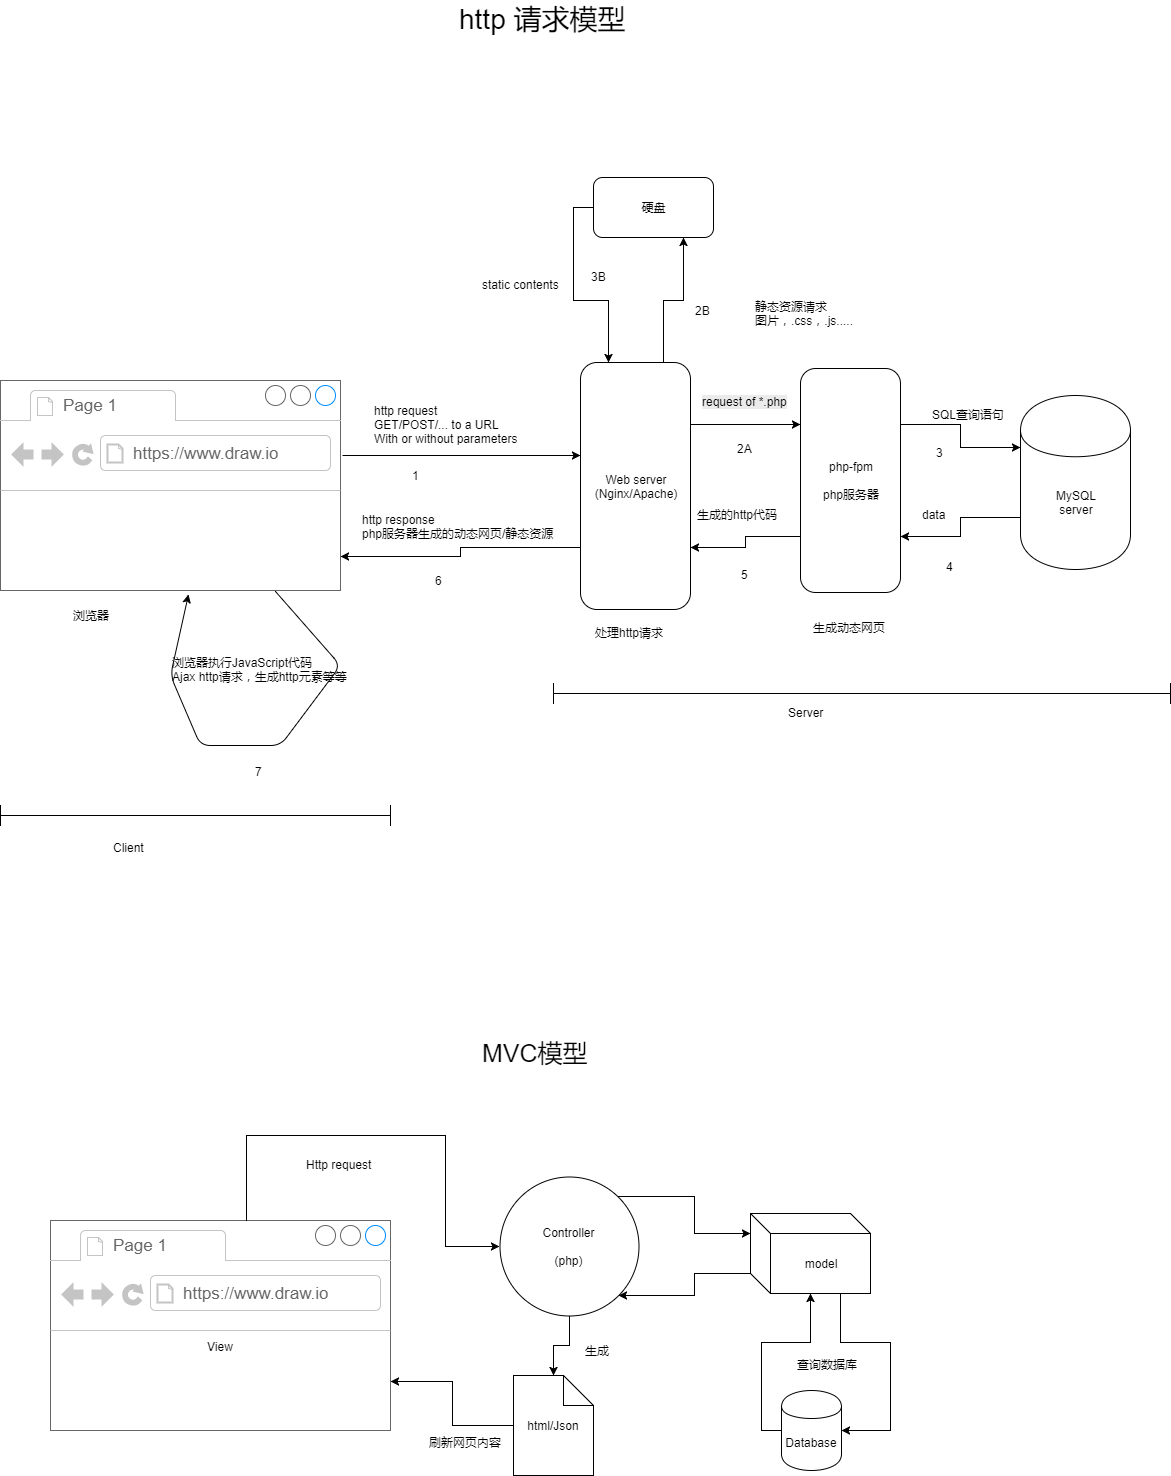 http 请求模型
硬盘
3B
static contents
2B
静态资源请求
图片，.css，.js.....
Page 1
https://www.draw.io
http request
GET/POST/... to a URL
With or without parameters
1
request of *.php
2A
SQL查询语句
3
Web server
(Nginx/Apache)
php-fpm
php服务器
MySQL
server
http response
php服务器生成的动态网页/静态资源
6
生成的http代码
5
data
4
浏览器
处理http请求
生成动态网页
浏览器执行JavaScript代码
Ajax http请求，生成http元素等等
7
Server
Client
MVC模型
Http request
Page 1
https://www.draw.io
View
Controller
(php)
model
生成
查询数据库
html/Json
刷新网页内容
Database